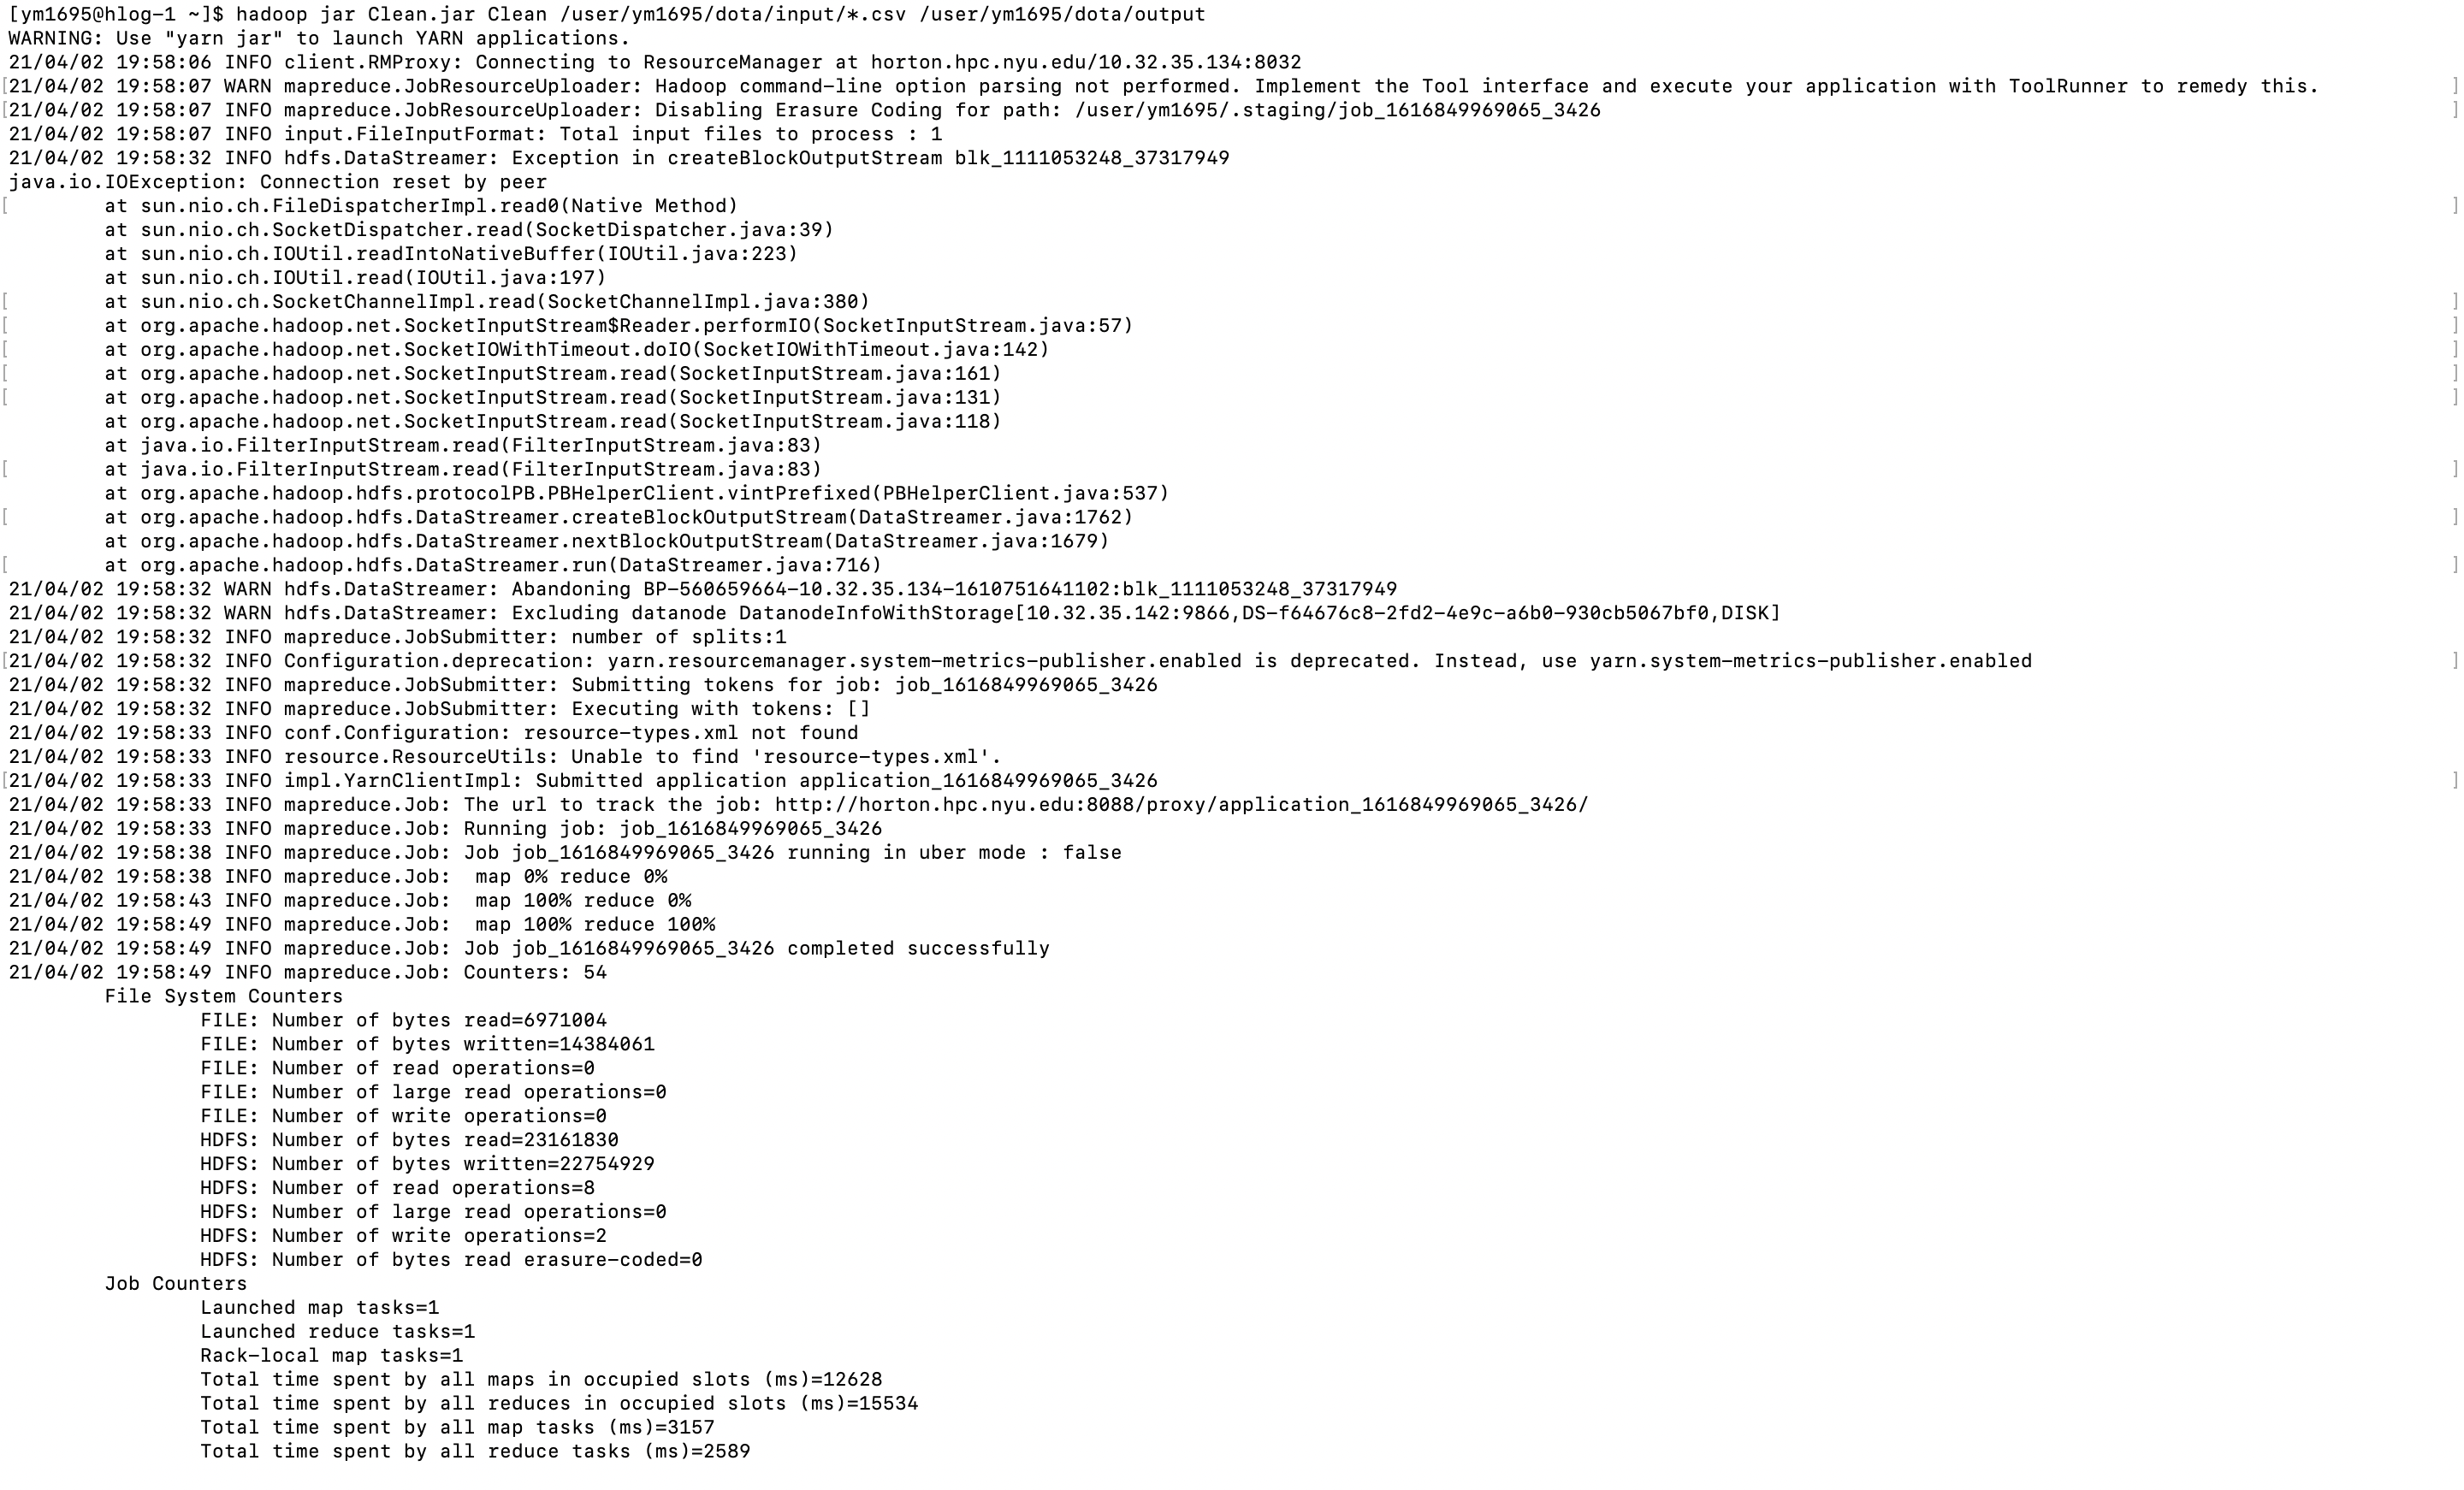 [ym1695@hlog-1 ~]$ hadoop jar Clean.jar Clean /user/ym1695/dota/input/*.csv /user/ym1695/dota/output
WARNING: Use "yarn jar" to launch YARN applications.
21/04/02 19:58:06 INFO client.RMProxy: Connecting to ResourceManager at horton.hpc.nyu.edu/10.32.35.134:8032
[21/04/02 19:58:07 WARN mapreduce.JobResourceUploader: Hadoop command-line option parsing not performed. Implement the Tool interface and execute your application with ToolRunner to remedy this. ]
[21/04/02 19:58:07 INFO mapreduce.JobResourceUploader: Disabling Erasure Coding for path: /user/ym1695/.staging/job_1616849969065_3426 ]
21/04/02 19:58:07 INFO input.FileInputFormat: Total input files to process : 1
21/04/02 19:58:32 INFO hdfs.DataStreamer: Exception in createBlockOutputStream blk_1111053248_37317949
java.io.IOException: Connection reset by peer
[ at sun.nio.ch.FileDispatcherImpl.read0(Native Method) ]
at sun.nio.ch.SocketDispatcher.read(SocketDispatcher.java:39)
at sun.nio.ch.IOUtil.readIntoNativeBuffer(IOUtil.java:223)
at sun.nio.ch.IOUtil.read(IOUtil.java:197)
[ at sun.nio.ch.SocketChannelImpl.read(SocketChannelImpl.java:380) ]
[ at org.apache.hadoop.net.SocketInputStream$Reader.performIO(SocketInputStream.java:57) ]
[ at org.apache.hadoop.net.SocketIOWithTimeout.doIO(SocketIOWithTimeout.java:142) ]
[ at org.apache.hadoop.net.SocketInputStream.read(SocketInputStream.java:161) ]
[ at org.apache.hadoop.net.SocketInputStream.read(SocketInputStream.java:131) ]
at org.apache.hadoop.net.SocketInputStream.read(SocketInputStream.java:118)
at java.io.FilterInputStream.read(FilterInputStream.java:83)
[ at java.io.FilterInputStream.read(FilterInputStream.java:83) ]
at org.apache.hadoop.hdfs.protocolPB.PBHelperClient.vintPrefixed(PBHelperClient.java:537)
[ at org.apache.hadoop.hdfs.DataStreamer.createBlockOutputStream(DataStreamer.java:1762) ]
at org.apache.hadoop.hdfs.DataStreamer.nextBlockOutputStream(DataStreamer.java:1679)
[ at org.apache.hadoop.hdfs.DataStreamer.run(DataStreamer.java:716) ]
21/04/02 19:58:32 WARN hdfs.DataStreamer: Abandoning BP-560659664-10.32.35.134-1610751641102:blk_1111053248_37317949
21/04/02 19:58:32 WARN hdfs.DataStreamer: Excluding datanode DatanodeInfoWithStorage[10.32.35.142:9866,DS-f64676c8-2fd2-4e9c-a6b0-930cb5067bf0,DISK]
21/04/02 19:58:32 INFO mapreduce.JobSubmitter: number of splits:1
[21/04/02 19:58:32 INFO Configuration.deprecation: yarn.resourcemanager.system-metrics-publisher.enabled is deprecated. Instead, use yarn.system-metrics-publisher.enabled ]
21/04/02 19:58:32 INFO mapreduce.JobSubmitter: Submitting tokens for job: job_1616849969065_3426
21/04/02 19:58:32 INFO mapreduce.JobSubmitter: Executing with tokens: []
21/04/02 19:58:33 INFO conf.Configuration: resource-types.xml not found
21/04/02 19:58:33 INFO resource.ResourceUtils: Unable to find 'resource-types.xml'.
[21/04/02 19:58:33 INFO impl.YarnClientImpl: Submitted application application_1616849969065_3426 ]
21/04/02 19:58:33 INFO mapreduce.Job: The url to track the job: http://horton.hpc.nyu.edu:8088/proxy/application_1616849969065_3426/
21/04/02 19:58:33 INFO mapreduce.Job: Running job: job_1616849969065_3426
21/04/02 19:58:38 INFO mapreduce.Job: Job job_1616849969065_3426 running in uber mode : false
21/04/02 19:58:38 INFO mapreduce.Job:  map 0% reduce 0%
21/04/02 19:58:43 INFO mapreduce.Job:  map 100% reduce 0%
21/04/02 19:58:49 INFO mapreduce.Job:  map 100% reduce 100%
21/04/02 19:58:49 INFO mapreduce.Job: Job job_1616849969065_3426 completed successfully
21/04/02 19:58:49 INFO mapreduce.Job: Counters: 54
File System Counters
FILE: Number of bytes read=6971004
FILE: Number of bytes written=14384061
FILE: Number of read operations=0
FILE: Number of large read operations=0
FILE: Number of write operations=0
HDFS: Number of bytes read=23161830
HDFS: Number of bytes written=22754929
HDFS: Number of read operations=8
HDFS: Number of large read operations=0
HDFS: Number of write operations=2
HDFS: Number of bytes read erasure-coded=0
Job Counters
Launched map tasks=1
Launched reduce tasks=1
Rack-local map tasks=1
Total time spent by all maps in occupied slots (ms)=12628
Total time spent by all reduces in occupied slots (ms)=15534
Total time spent by all map tasks (ms)=3157
Total time spent by all reduce tasks (ms)=2589